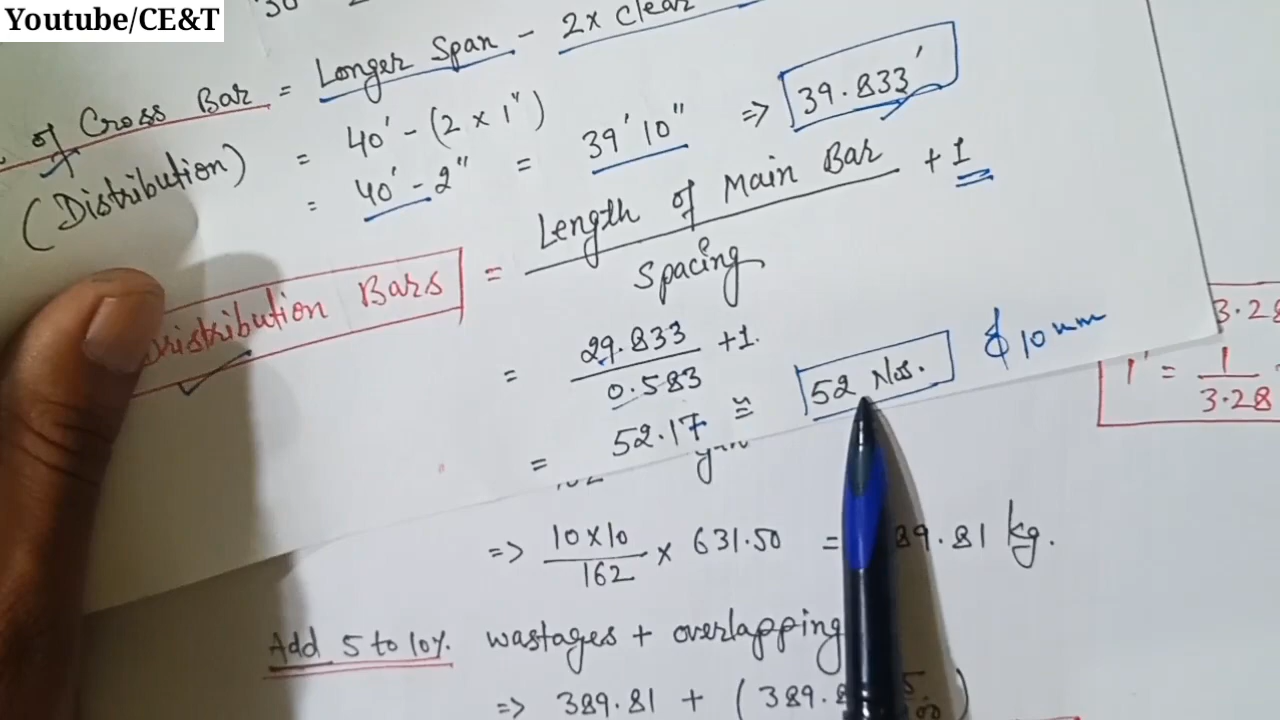 Youtube/CE&T
of Cross Bar = Longer Span - 2x Clear
(Distribution) = 40' - (2 x 1") => 39.833'
= 40' - 2" = 39' 10"
Distribution Bars = Length of Main Bar / Spacing + 1
= 29.833 / 0.583 + 1.
= 52.17 ≅ 52 Nos. ϕ 10mm
3.28
1' = 1 / 3.28
=> 10x10 / 162 x 631.50 = 89.81 kg.
Add 5 to 10%. wastages + overlapping
=> 389.81 + (389.8